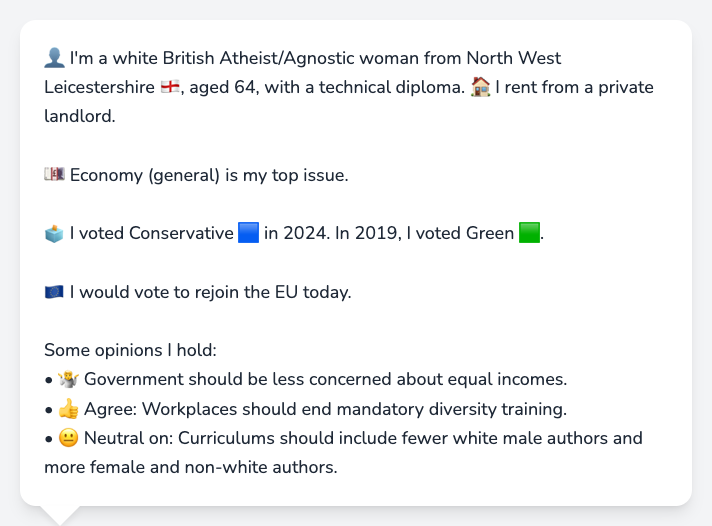 👤 I'm a white British Atheist/Agnostic woman from North West
Leicestershire 🏴󠁧󠁢󠁥󠁮󠁧󠁿, aged 64, with a technical diploma. 🏠 I rent from a private
landlord.
💷 Economy (general) is my top issue.
🗳️ I voted Conservative 🟦 in 2024. In 2019, I voted Green 🟩.
🇪🇺 I would vote to rejoin the EU today.
Some opinions I hold:
• 🤷 Government should be less concerned about equal incomes.
• 👍 Agree: Workplaces should end mandatory diversity training.
• 😐 Neutral on: Curriculums should include fewer white male authors and
more female and non-white authors.